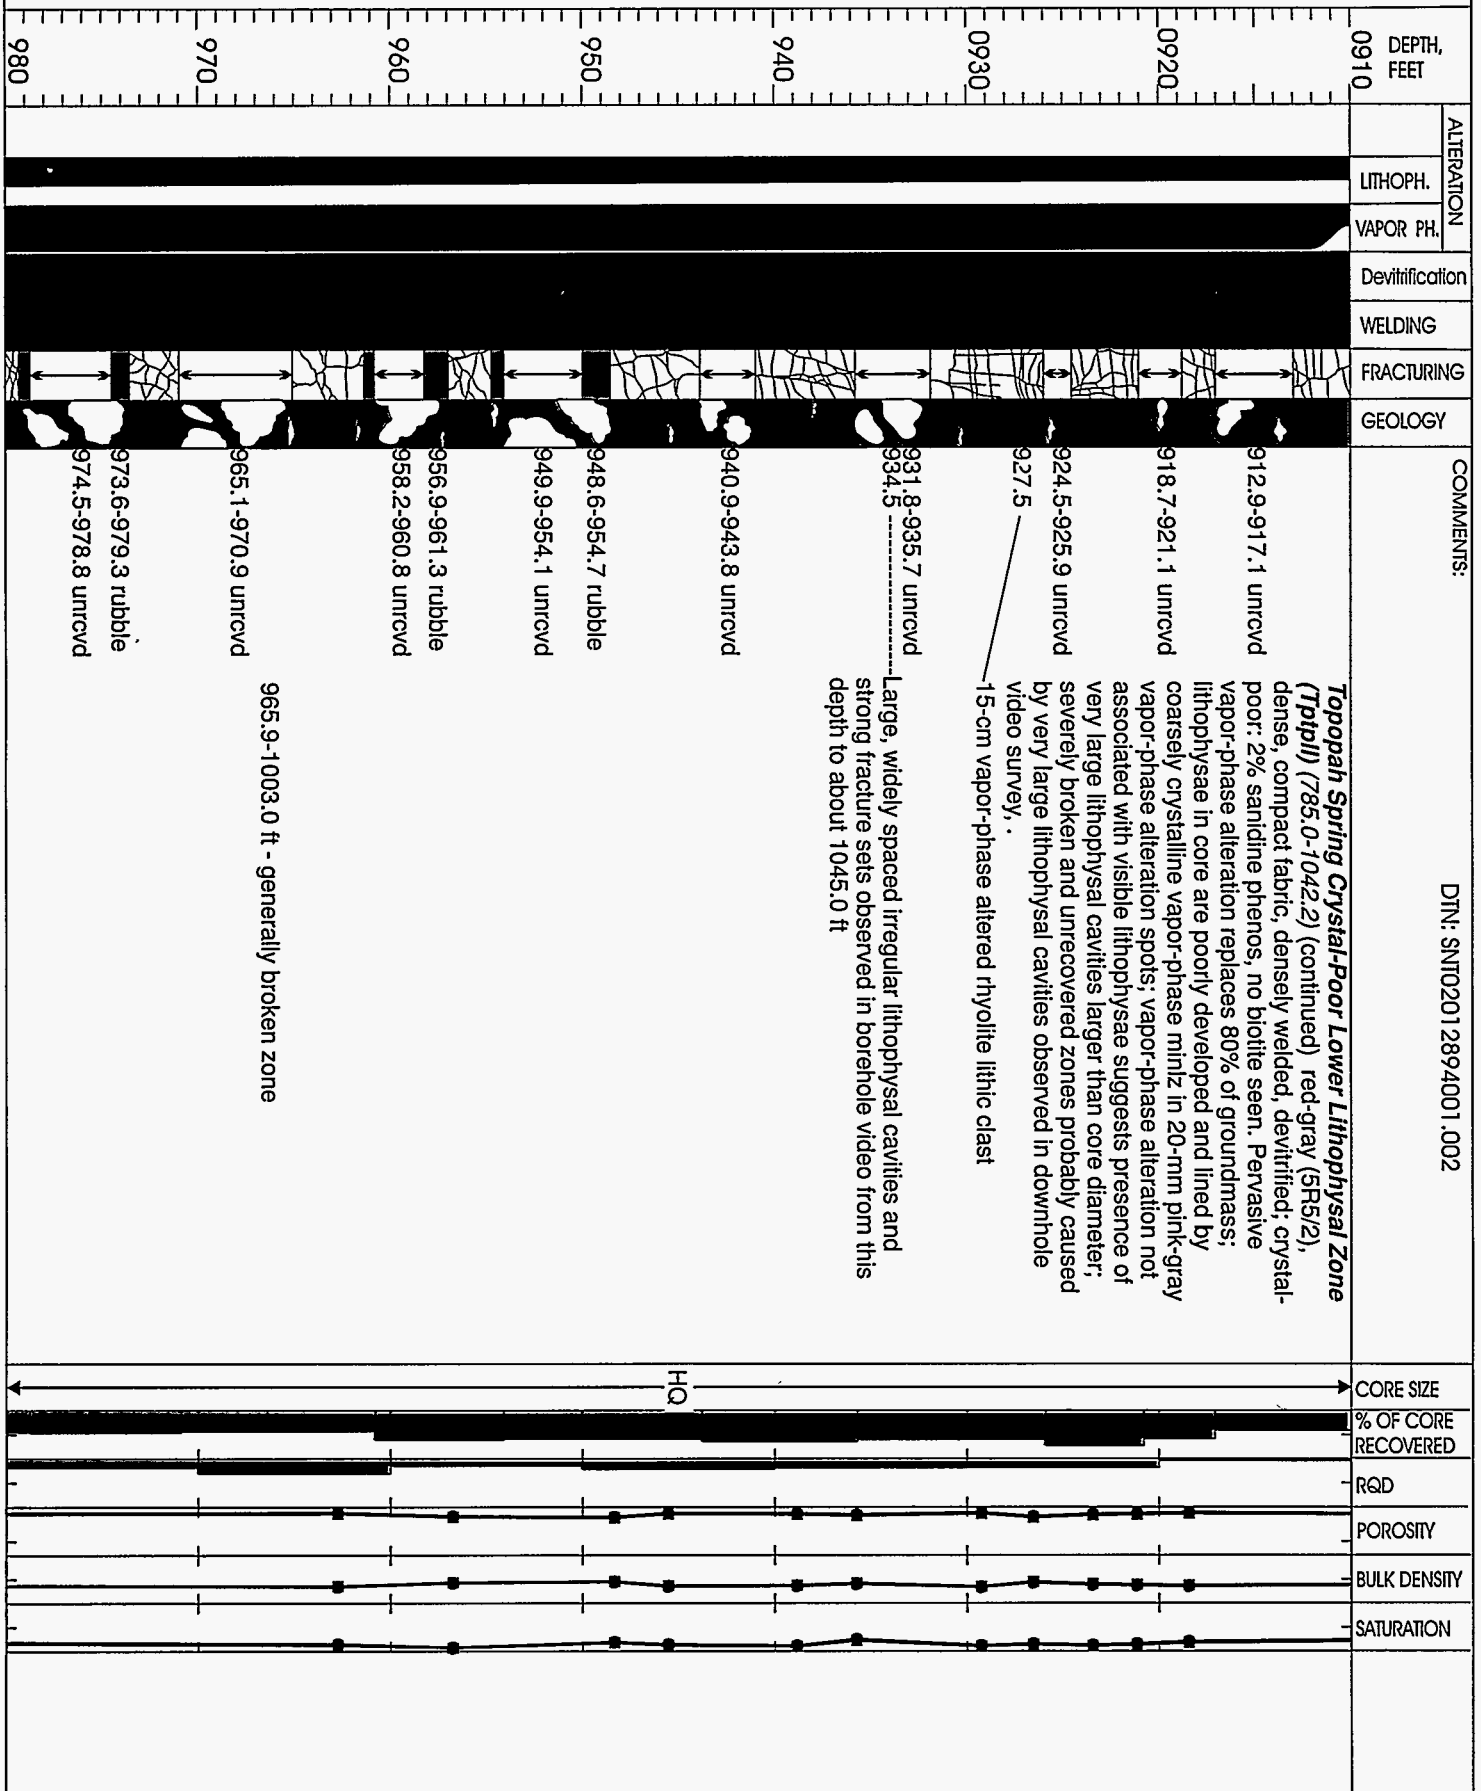 DEPTH,
FEET
0910
0920
0930
940
950
960
970
980
ALTERATION
LITHOPH.
VAPOR PH.
Devitrification
WELDING
FRACTURING
GEOLOGY
COMMENTS:
DTN: SNT02012894001.002
CORE SIZE
% OF CORE
RECOVERED
RQD
POROSITY
BULK DENSITY
SATURATION
HQ
912.9-917.1 unrcvd
918.7-921.1 unrcvd
924.5-925.9 unrcvd
927.5
931.8-935.7 unrcvd
934.5
940.9-943.8 unrcvd
948.6-954.7 rubble
949.9-954.1 unrcvd
956.9-961.3 rubble
958.2-960.8 unrcvd
965.1-970.9 unrcvd
973.6-979.3 rubble
974.5-978.8 unrcvd
Topopah Spring Crystal-Poor Lower Lithophysal Zone
(Tptpll) (785.0-1042.2) (continued) red-gray (5R5/2),
dense, compact fabric, densely welded, devitrified; crystal-
poor: 2% sanidine phenos, no biotite seen. Pervasive
vapor-phase alteration replaces 80% of groundmass;
lithophysae in core are poorly developed and lined by
coarsely crystalline vapor-phase minlz in 20-mm pink-gray
vapor-phase alteration spots; vapor-phase alteration not
associated with visible lithophysae suggests presence of
very large lithophysal cavities larger than core diameter;
severely broken and unrecovered zones probably caused
by very large lithophysal cavities observed in downhole
video survey, .
15-cm vapor-phase altered rhyolite lithic clast
Large, widely spaced irregular lithophysal cavities and
strong fracture sets observed in borehole video from this
depth to about 1045.0 ft
965.9-1003.0 ft - generally broken zone